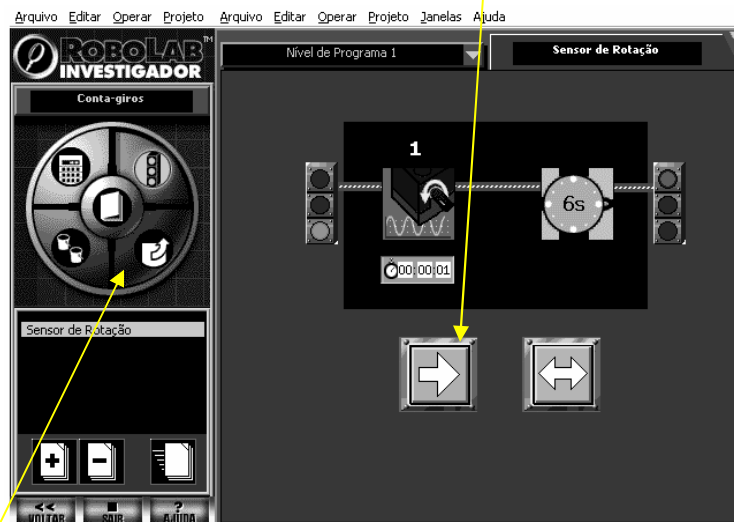 Arquivo Editar Operar Projeto Arquivo Editar Operar Projeto Janelas Ajuda
ROBOLAB™
INVESTIGADOR
Nível de Programa 1
Sensor de Rotação
Conta-giros
1
6s
00:00:01
Sensor de Rotação
<< VOLTAR
SAIR
? AJUDA